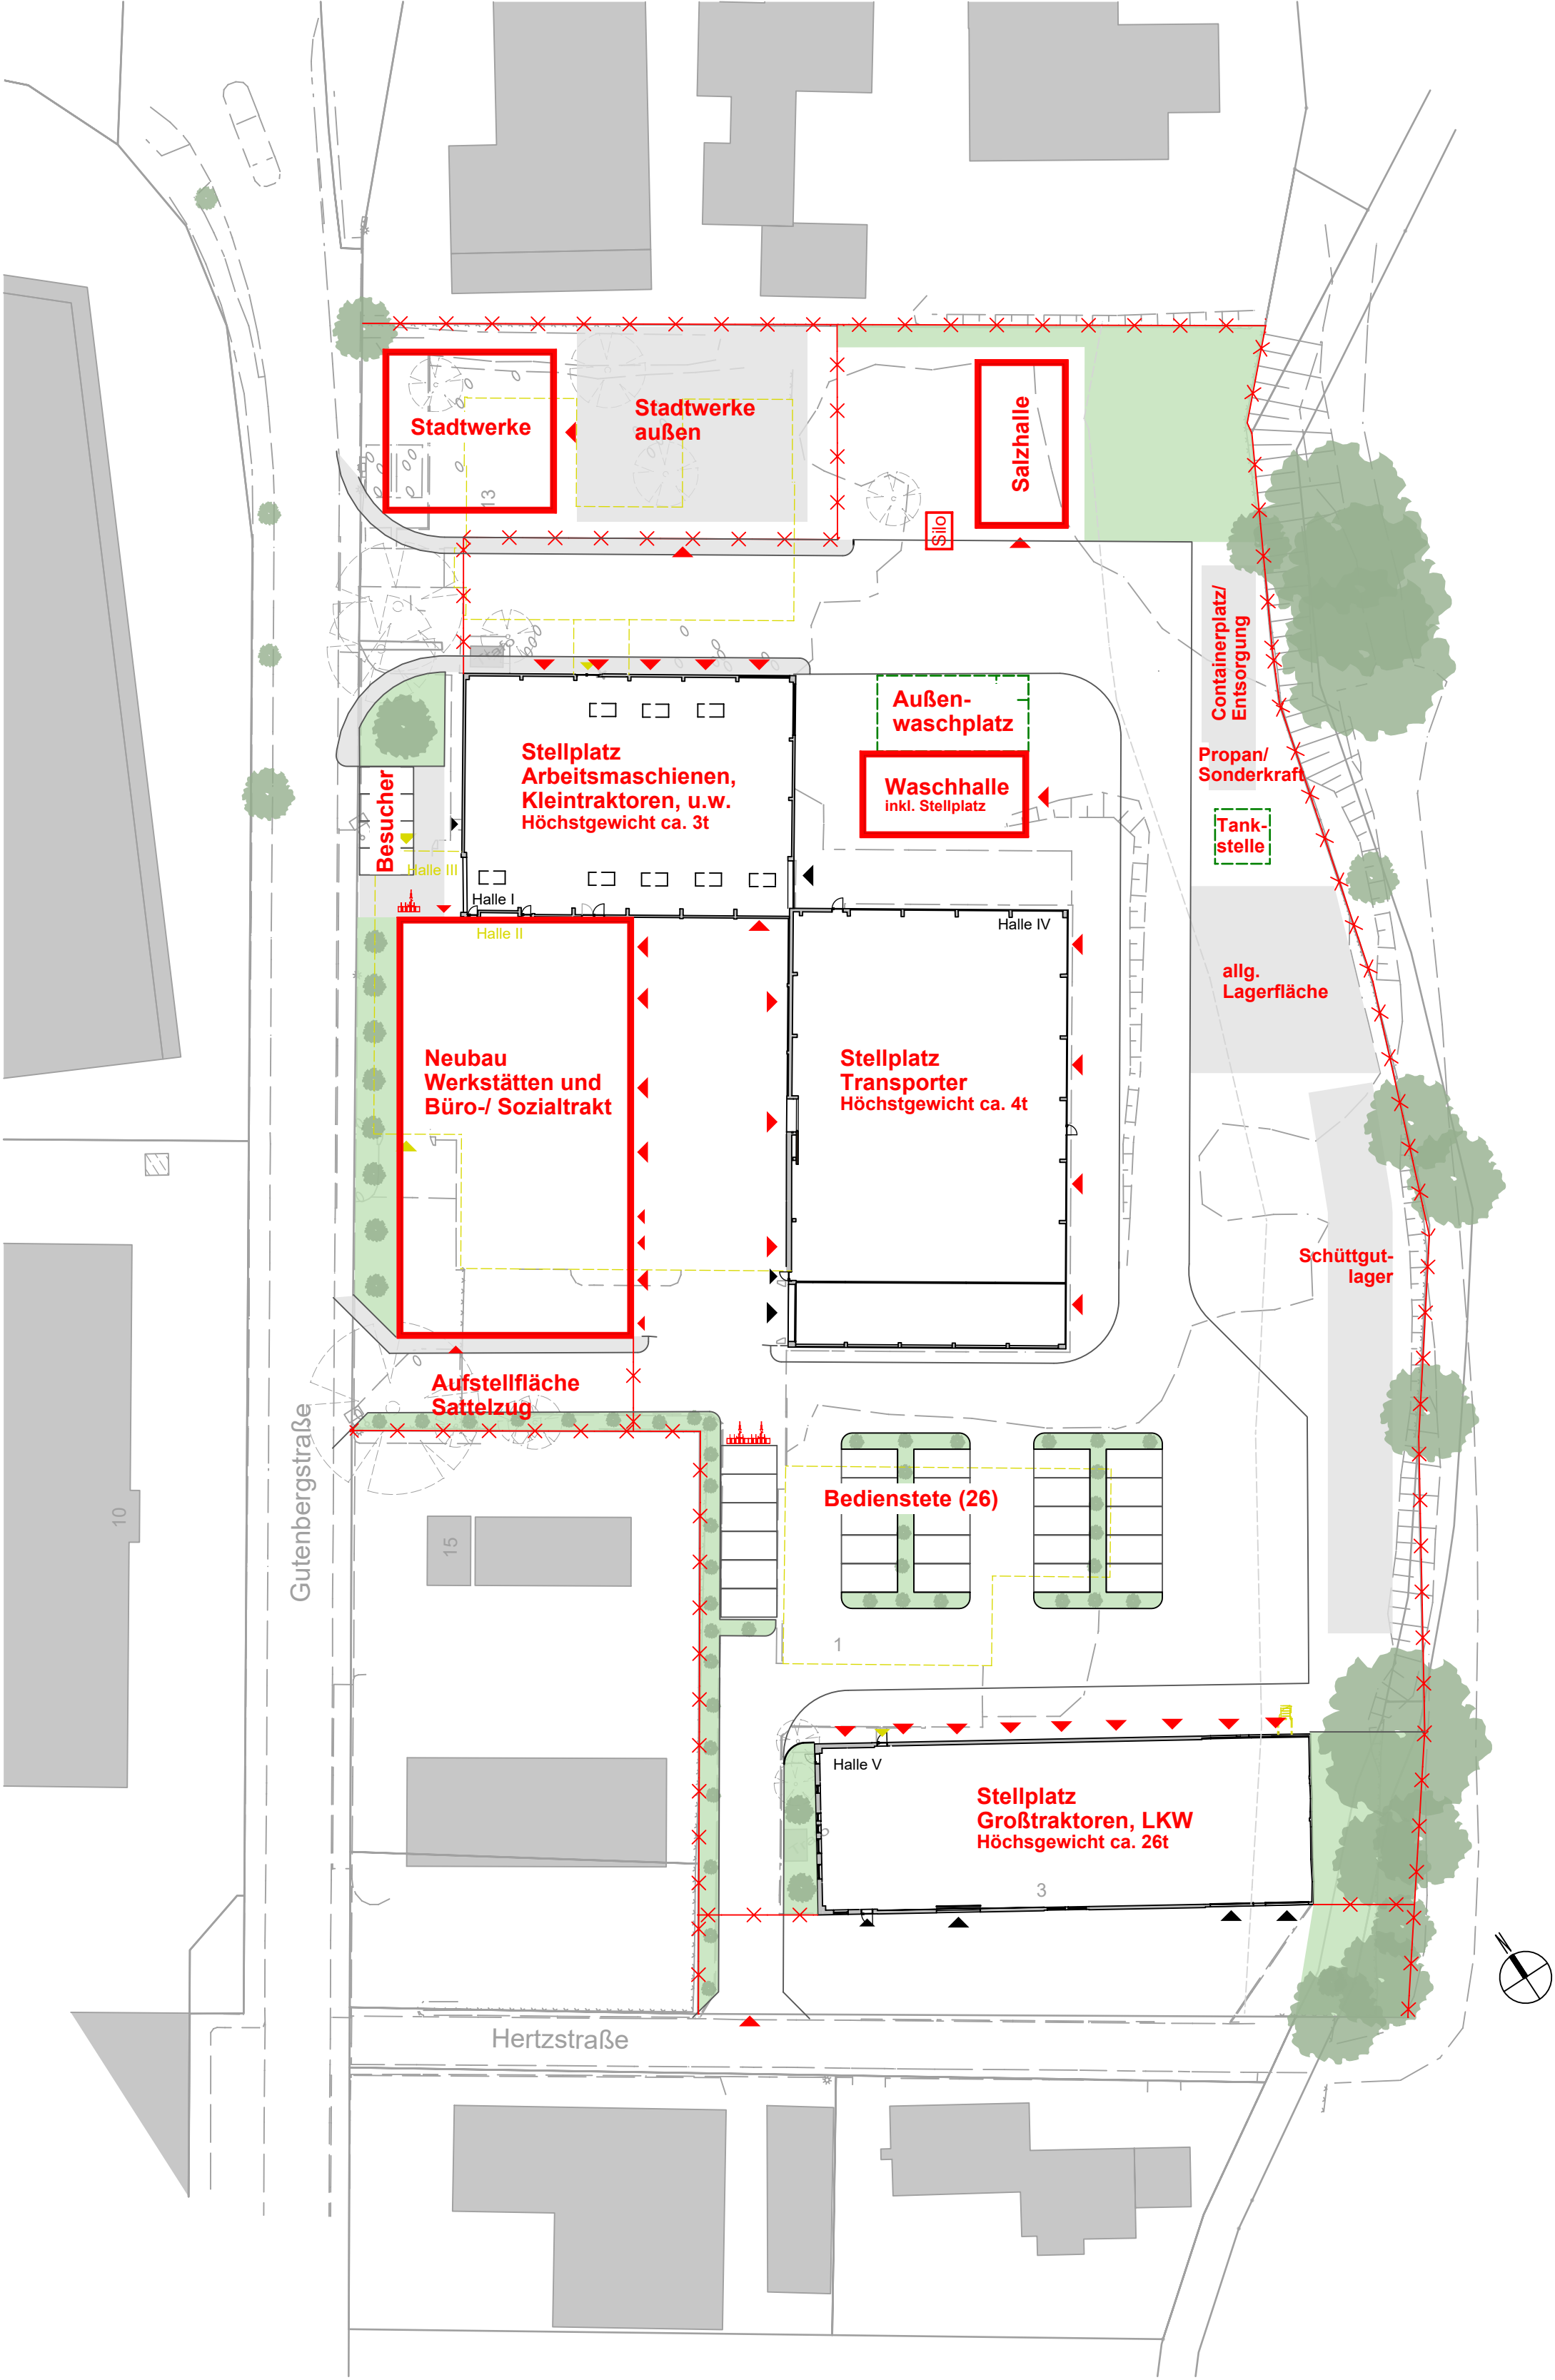 Stadtwerke
Stadtwerke
außen
Salzhalle
13
Silo
Containerplatz/
Entsorgung
Außen-
waschplatz
Stellplatz
Arbeitsmaschienen,
Kleintraktoren, u.w.
Höchstgewicht ca. 3t
Propan/
Sonderkraft
Waschhalle
inkl. Stellplatz
Besucher
Tank-
stelle
Halle III
Halle I
Halle II
Halle IV
allg.
Lagerfläche
Neubau
Werkstätten und
Büro-/ Sozialtrakt
Stellplatz
Transporter
Höchstgewicht ca. 4t
Schüttgut-
lager
Aufstellfläche
Sattelzug
Gutenbergstraße
Bedienstete (26)
10
15
1
Halle V
Stellplatz
Großtraktoren, LKW
Höchsgewicht ca. 26t
3
N
Hertzstraße